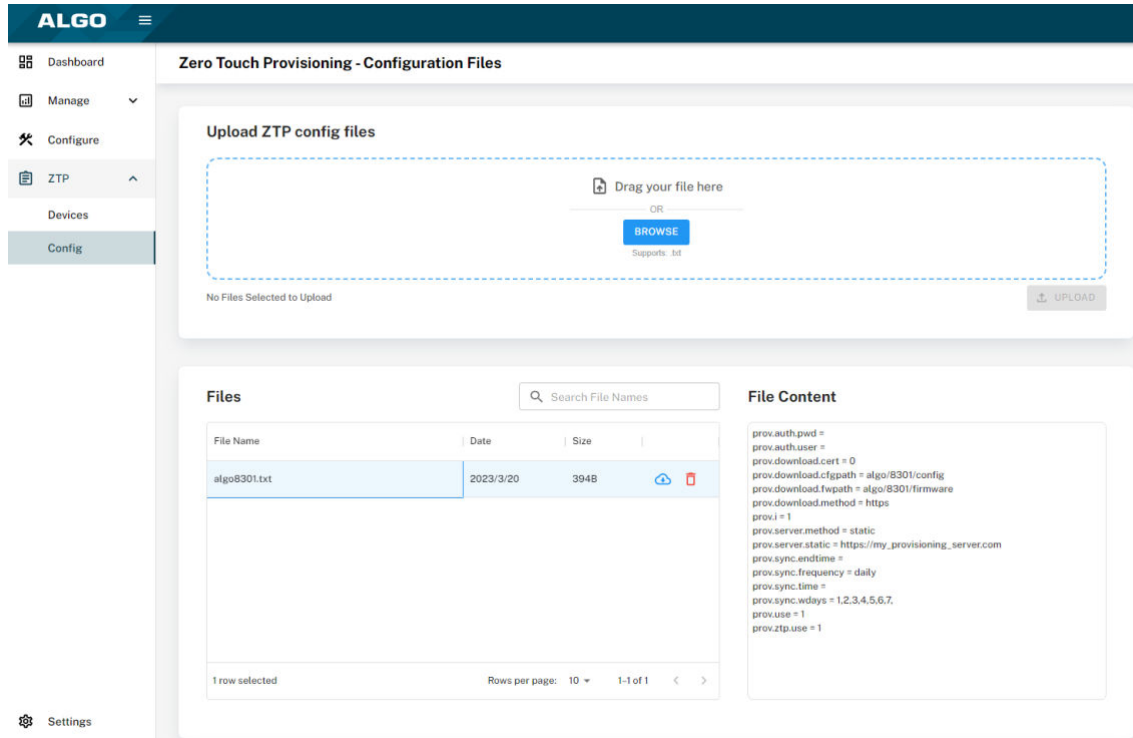 ALGO
Dashboard
Manage
Configure
ZTP
Devices
Config
Settings
Zero Touch Provisioning - Configuration Files
Upload ZTP config files
Drag your file here
OR
BROWSE
Supports: .txt
No Files Selected to Upload
UPLOAD
Files
Search File Names
File Name Date Size
algo8301.txt 2023/3/20 394B
1 row selected Rows per page: 10 1-1 of 1
File Content
prov.auth.pwd =
prov.auth.user =
prov.download.cert = 0
prov.download.cfgpath = algo/8301/config
prov.download.fwpath = algo/8301/firmware
prov.download.method = https
prov.i = 1
prov.server.method = static
prov.server.static = https://my_provisioning_server.com
prov.sync.endtime =
prov.sync.frequency = daily
prov.sync.time =
prov.sync.wdays = 1,2,3,4,5,6,7,
prov.use = 1
prov.ztp.use = 1